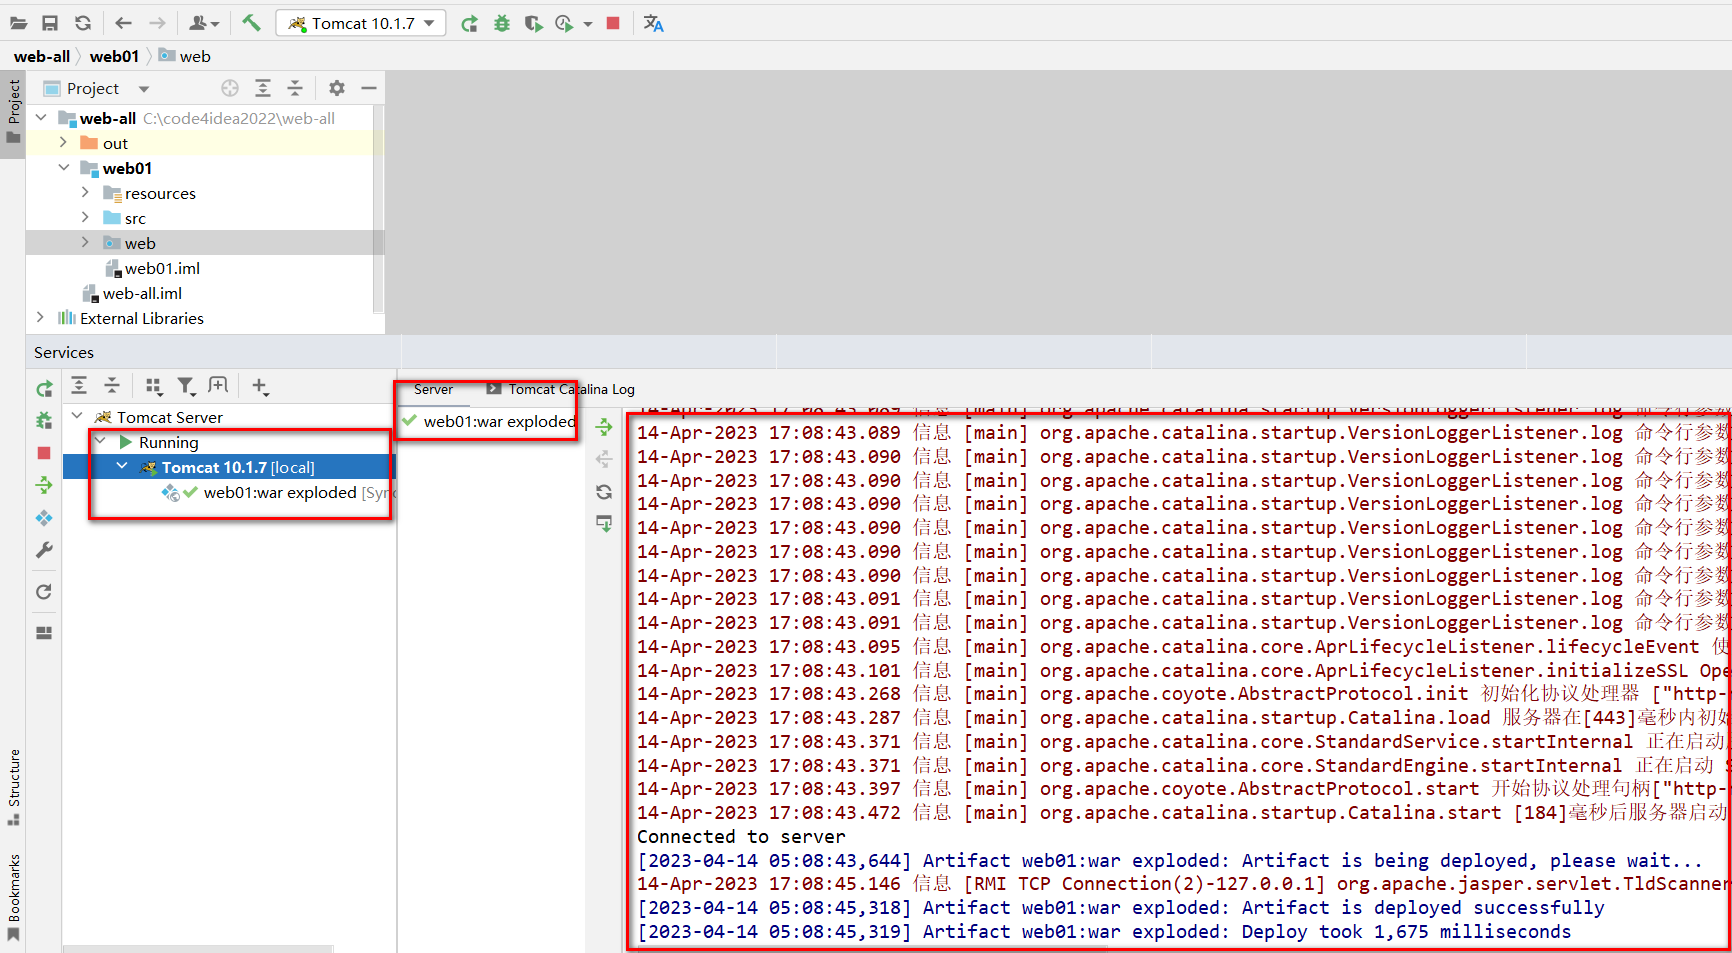 Tomcat 10.1.7
web-all
web01
web
Project
Project
web-all C:\code4idea2022\web-all
out
web01
resources
src
web
web01.iml
web-all.iml
External Libraries
Services
Tomcat Server
Running
Tomcat 10.1.7 [local]
web01:war exploded
Server
Tomcat Catalina Log
web01:war exploded
Structure
Bookmarks
14-Apr-2023 17:08:43.089 信息 [main] org.apache.catalina.startup.VersionLoggerListener.log 命令行参数
14-Apr-2023 17:08:43.089 信息 [main] org.apache.catalina.startup.VersionLoggerListener.log 命令行参数
14-Apr-2023 17:08:43.090 信息 [main] org.apache.catalina.startup.VersionLoggerListener.log 命令行参数
14-Apr-2023 17:08:43.090 信息 [main] org.apache.catalina.startup.VersionLoggerListener.log 命令行参数
14-Apr-2023 17:08:43.090 信息 [main] org.apache.catalina.startup.VersionLoggerListener.log 命令行参数
14-Apr-2023 17:08:43.090 信息 [main] org.apache.catalina.startup.VersionLoggerListener.log 命令行参数
14-Apr-2023 17:08:43.090 信息 [main] org.apache.catalina.startup.VersionLoggerListener.log 命令行参数
14-Apr-2023 17:08:43.090 信息 [main] org.apache.catalina.startup.VersionLoggerListener.log 命令行参数
14-Apr-2023 17:08:43.091 信息 [main] org.apache.catalina.startup.VersionLoggerListener.log 命令行参数
14-Apr-2023 17:08:43.091 信息 [main] org.apache.catalina.startup.VersionLoggerListener.log 命令行参数
14-Apr-2023 17:08:43.095 信息 [main] org.apache.catalina.core.AprLifecycleListener.lifecycleEvent 使
14-Apr-2023 17:08:43.101 信息 [main] org.apache.catalina.core.AprLifecycleListener.initializeSSL Ope
14-Apr-2023 17:08:43.268 信息 [main] org.apache.coyote.AbstractProtocol.init 初始化协议处理器 ["http-
14-Apr-2023 17:08:43.287 信息 [main] org.apache.catalina.startup.Catalina.load 服务器在[443]毫秒内初始
14-Apr-2023 17:08:43.371 信息 [main] org.apache.catalina.core.StandardService.startInternal 正在启动
14-Apr-2023 17:08:43.371 信息 [main] org.apache.catalina.core.StandardEngine.startInternal 正在启动 S
14-Apr-2023 17:08:43.397 信息 [main] org.apache.coyote.AbstractProtocol.start 开始协议处理句柄["http-
14-Apr-2023 17:08:43.472 信息 [main] org.apache.catalina.startup.Catalina.start [184]毫秒后服务器启动
Connected to server
[2023-04-14 05:08:43,644] Artifact web01:war exploded: Artifact is being deployed, please wait...
14-Apr-2023 17:08:45.146 信息 [RMI TCP Connection(2)-127.0.0.1] org.apache.jasper.servlet.TldScanner
[2023-04-14 05:08:45,318] Artifact web01:war exploded: Artifact is deployed successfully
[2023-04-14 05:08:45,319] Artifact web01:war exploded: Deploy took 1,675 milliseconds